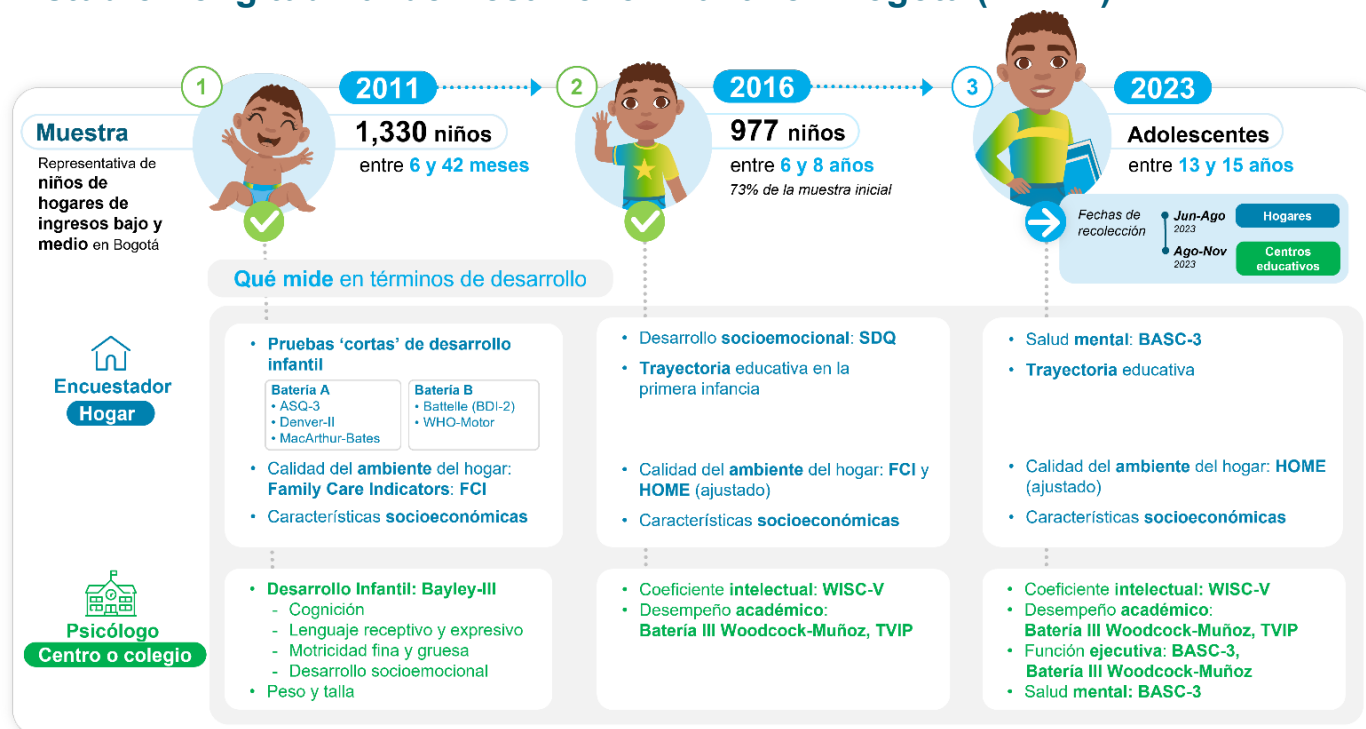 1
2011
2
2016
3
2023
Muestra
Representativa de
niños de
hogares de
ingresos bajo y
medio en Bogotá
1,330 niños
entre 6 y 42 meses
977 niños
entre 6 y 8 años
73% de la muestra inicial
Adolescentes
entre 13 y 15 años
Fechas de
recolección
Jun-Ago
2023
Hogares
Ago-Nov
2023
Centros
educativos
Qué mide en términos de desarrollo
Encuestador
Hogar
• Pruebas ‘cortas’ de desarrollo
infantil
Batería A
• ASQ-3
• Denver-II
• MacArthur-Bates
Batería B
• Battelle (BDI-2)
• WHO-Motor
• Calidad del ambiente del hogar:
Family Care Indicators: FCI
• Características socioeconómicas
• Desarrollo socioemocional: SDQ
• Trayectoria educativa en la
primera infancia
• Calidad del ambiente del hogar: FCI y
HOME (ajustado)
• Características socioeconómicas
• Salud mental: BASC-3
• Trayectoria educativa
• Calidad del ambiente del hogar: HOME
(ajustado)
• Características socioeconómicas
Psicólogo
Centro o colegio
• Desarrollo Infantil: Bayley-III
- Cognición
- Lenguaje receptivo y expresivo
- Motricidad fina y gruesa
- Desarrollo socioemocional
• Peso y talla
• Coeficiente intelectual: WISC-V
• Desempeño académico:
Batería III Woodcock-Muñoz, TVIP
• Coeficiente intelectual: WISC-V
• Desempeño académico:
Batería III Woodcock-Muñoz, TVIP
• Función ejecutiva: BASC-3,
Batería III Woodcock-Muñoz
• Salud mental: BASC-3